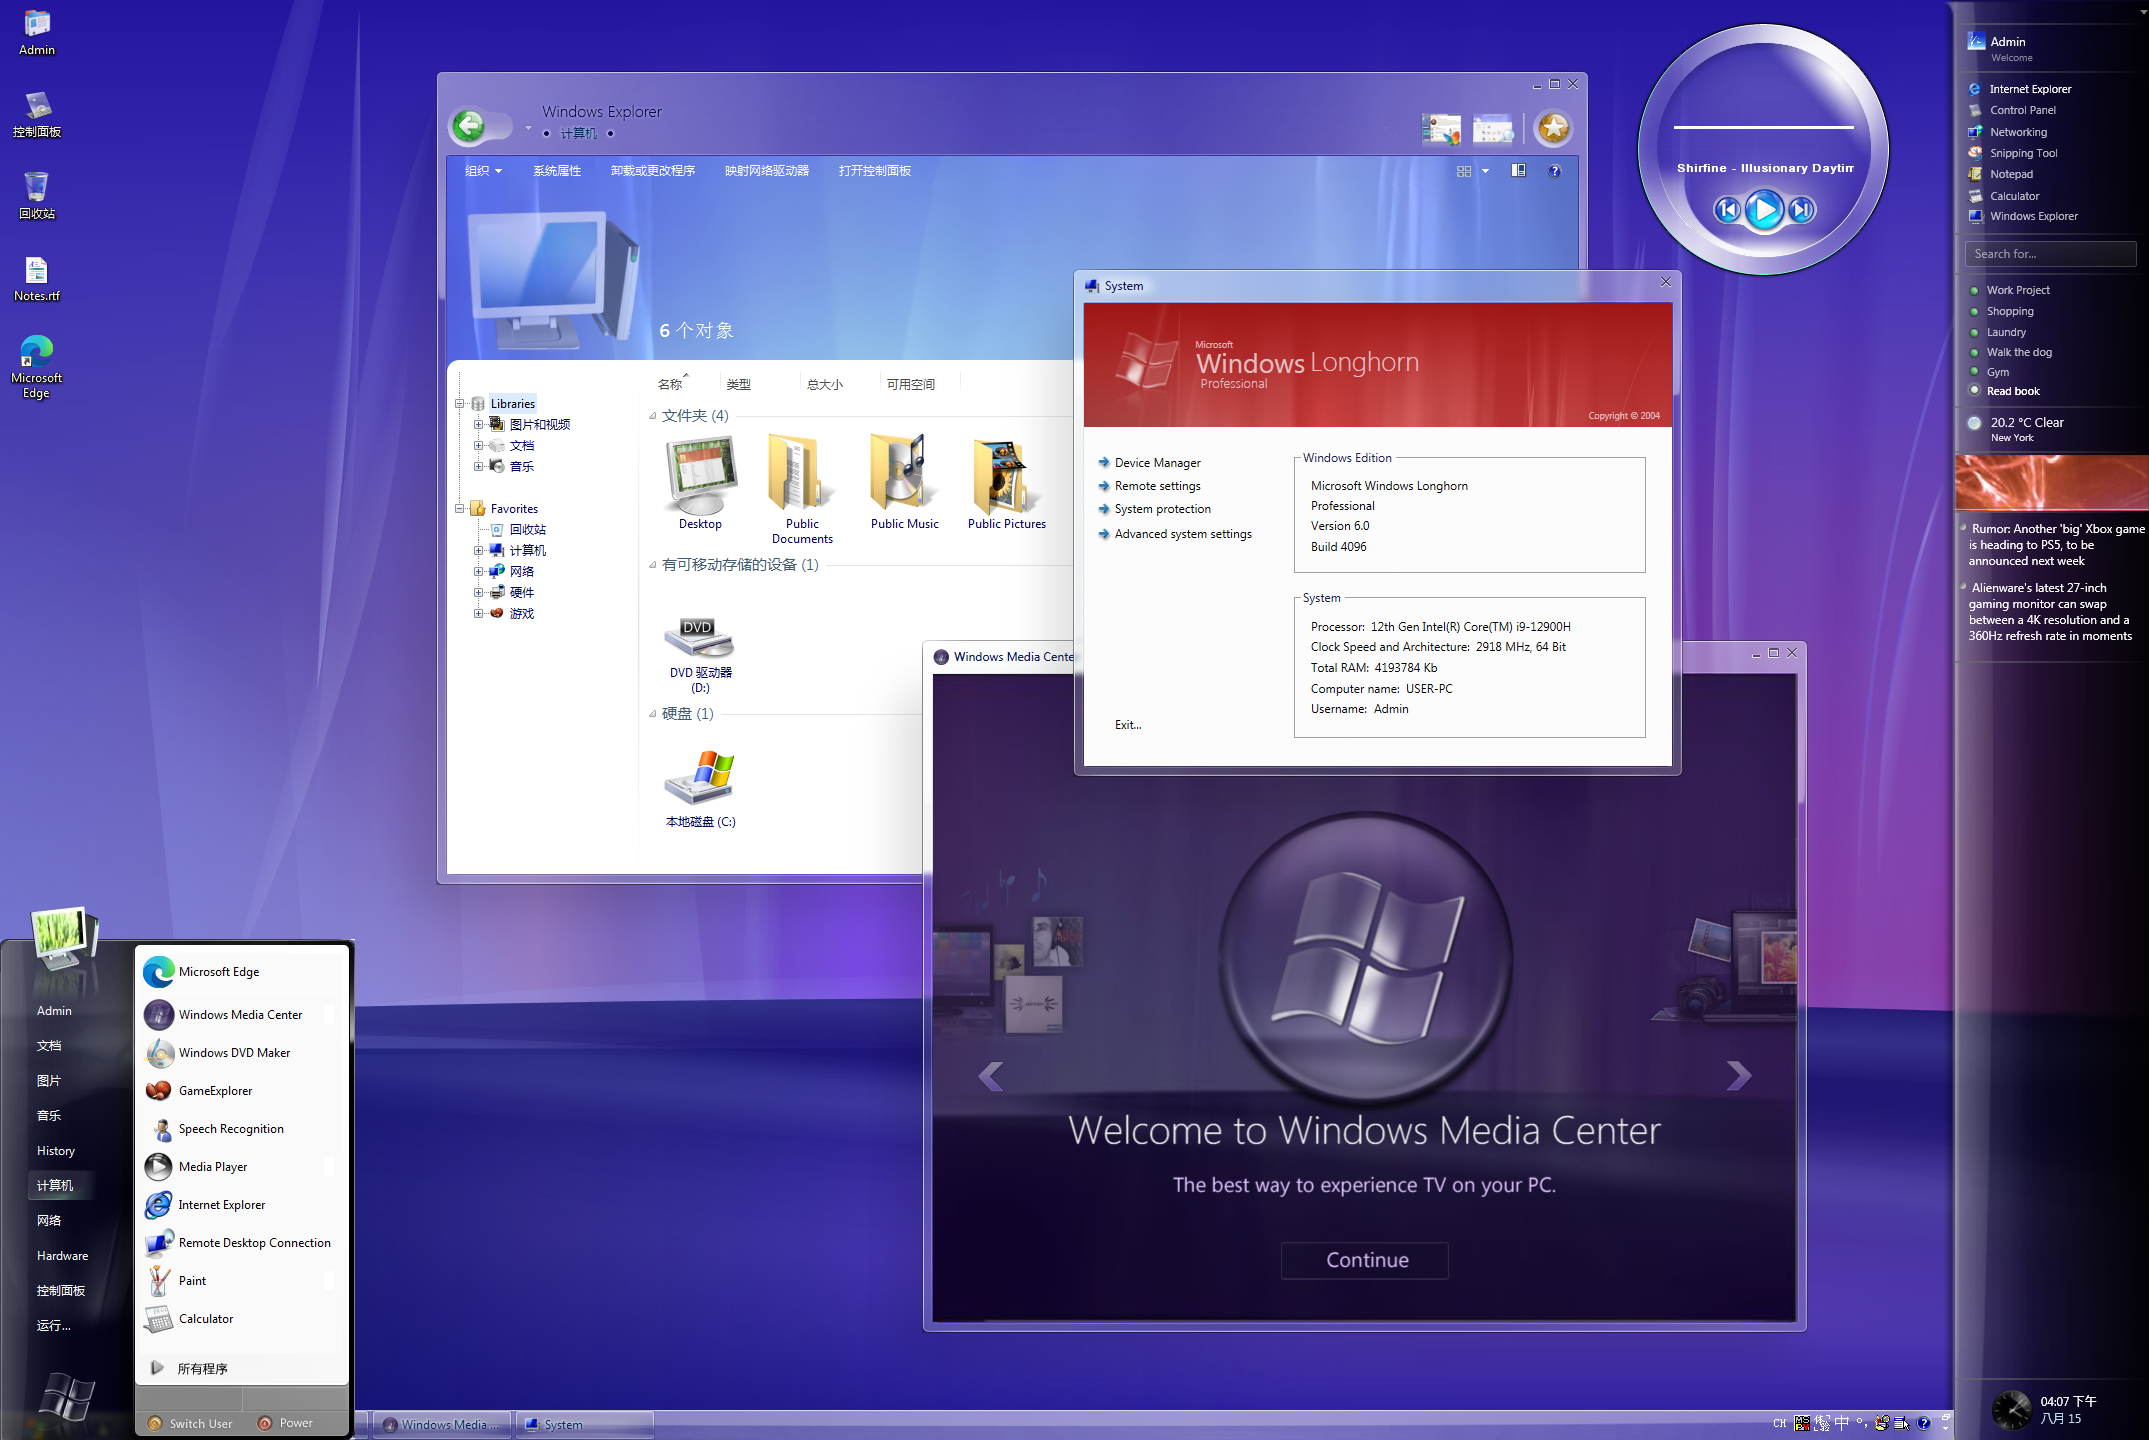 Admin
控制面板
回收站
Notes.rtf
Microsoft
Edge
Windows Explorer
计算机
组织
系统属性
卸载或更改程序
映射网络驱动器
打开控制面板
6 个对象
名称
类型
总大小
可用空间
Libraries
图片和视频
文档
音乐
Favorites
回收站
计算机
网络
硬件
游戏
文件夹 (4)
Desktop
Public
Documents
Public Music
Public Pictures
有可移动存储的设备 (1)
DVD
DVD 驱动器
(D:)
硬盘 (1)
本地磁盘 (C:)
System
Microsoft
Windows Longhorn
Professional
Copyright © 2004
Device Manager
Remote settings
System protection
Advanced system settings
Exit...
Windows Edition
Microsoft Windows Longhorn
Professional
Version 6.0
Build 4096
System
Processor: 12th Gen Intel(R) Core(TM) i9-12900H
Clock Speed and Architecture: 2918 MHz, 64 Bit
Total RAM: 4193784 Kb
Computer name: USER-PC
Username: Admin
Windows Media Cente
Welcome to Windows Media Center
The best way to experience TV on your PC.
Continue
Shirfine - Illusionary Daytim
Admin
Welcome
Internet Explorer
Control Panel
Networking
Snipping Tool
Notepad
Calculator
Windows Explorer
Search for...
Work Project
Shopping
Laundry
Walk the dog
Gym
Read book
20.2 °C Clear
New York
Rumor: Another 'big' Xbox game
is heading to PS5, to be
announced next week
Alienware's latest 27-inch
gaming monitor can swap
between a 4K resolution and a
360Hz refresh rate in moments
04:07 下午
八月 15
Admin
文档
图片
音乐
History
计算机
网络
Hardware
控制面板
运行...
Microsoft Edge
Windows Media Center
Windows DVD Maker
GameExplorer
Speech Recognition
Media Player
Internet Explorer
Remote Desktop Connection
Paint
Calculator
所有程序
Switch User
Power
Windows Media ...
System
CH
中